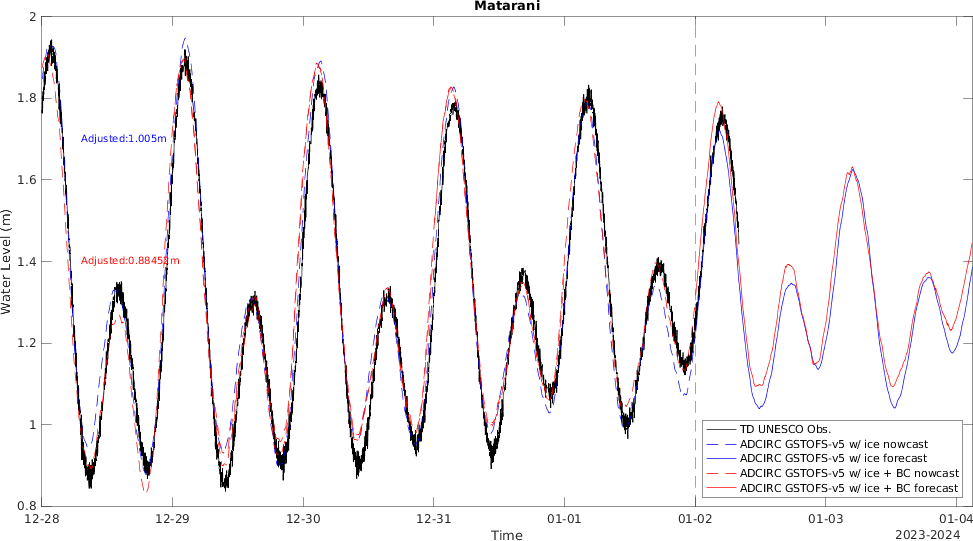 Matarani
2
1.8
1.6
1.4
1.2
1
0.8
Water Level (m)
Adjusted:1.005m
Adjusted:0.88452m
12-28
12-29
12-30
12-31
01-01
01-02
01-03
01-04
Time
2023-2024
TD UNESCO Obs.
ADCIRC GSTOFS-v5 w/ ice nowcast
ADCIRC GSTOFS-v5 w/ ice forecast
ADCIRC GSTOFS-v5 w/ ice + BC nowcast
ADCIRC GSTOFS-v5 w/ ice + BC forecast